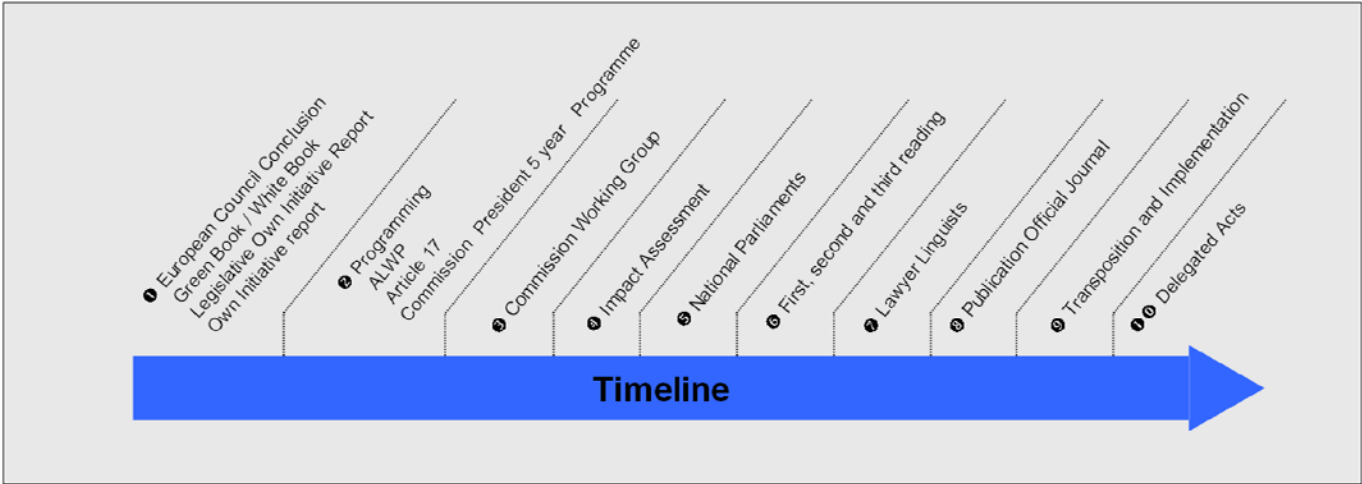 ❶ European Council Conclusion
Green Book / White Book
Legislative Own Initiative Report
Own Initiative report
❷ Programming
ALWP
Article 17
Commission President 5 year Programme
❸ Commission Working Group
❹ Impact Assessment
❺ National Parliaments
❻ First, second and third reading
❼ Lawyer Linguists
❽ Publication Official Journal
❾ Transposition and Implementation
❶⓿ Delegated Acts
Timeline